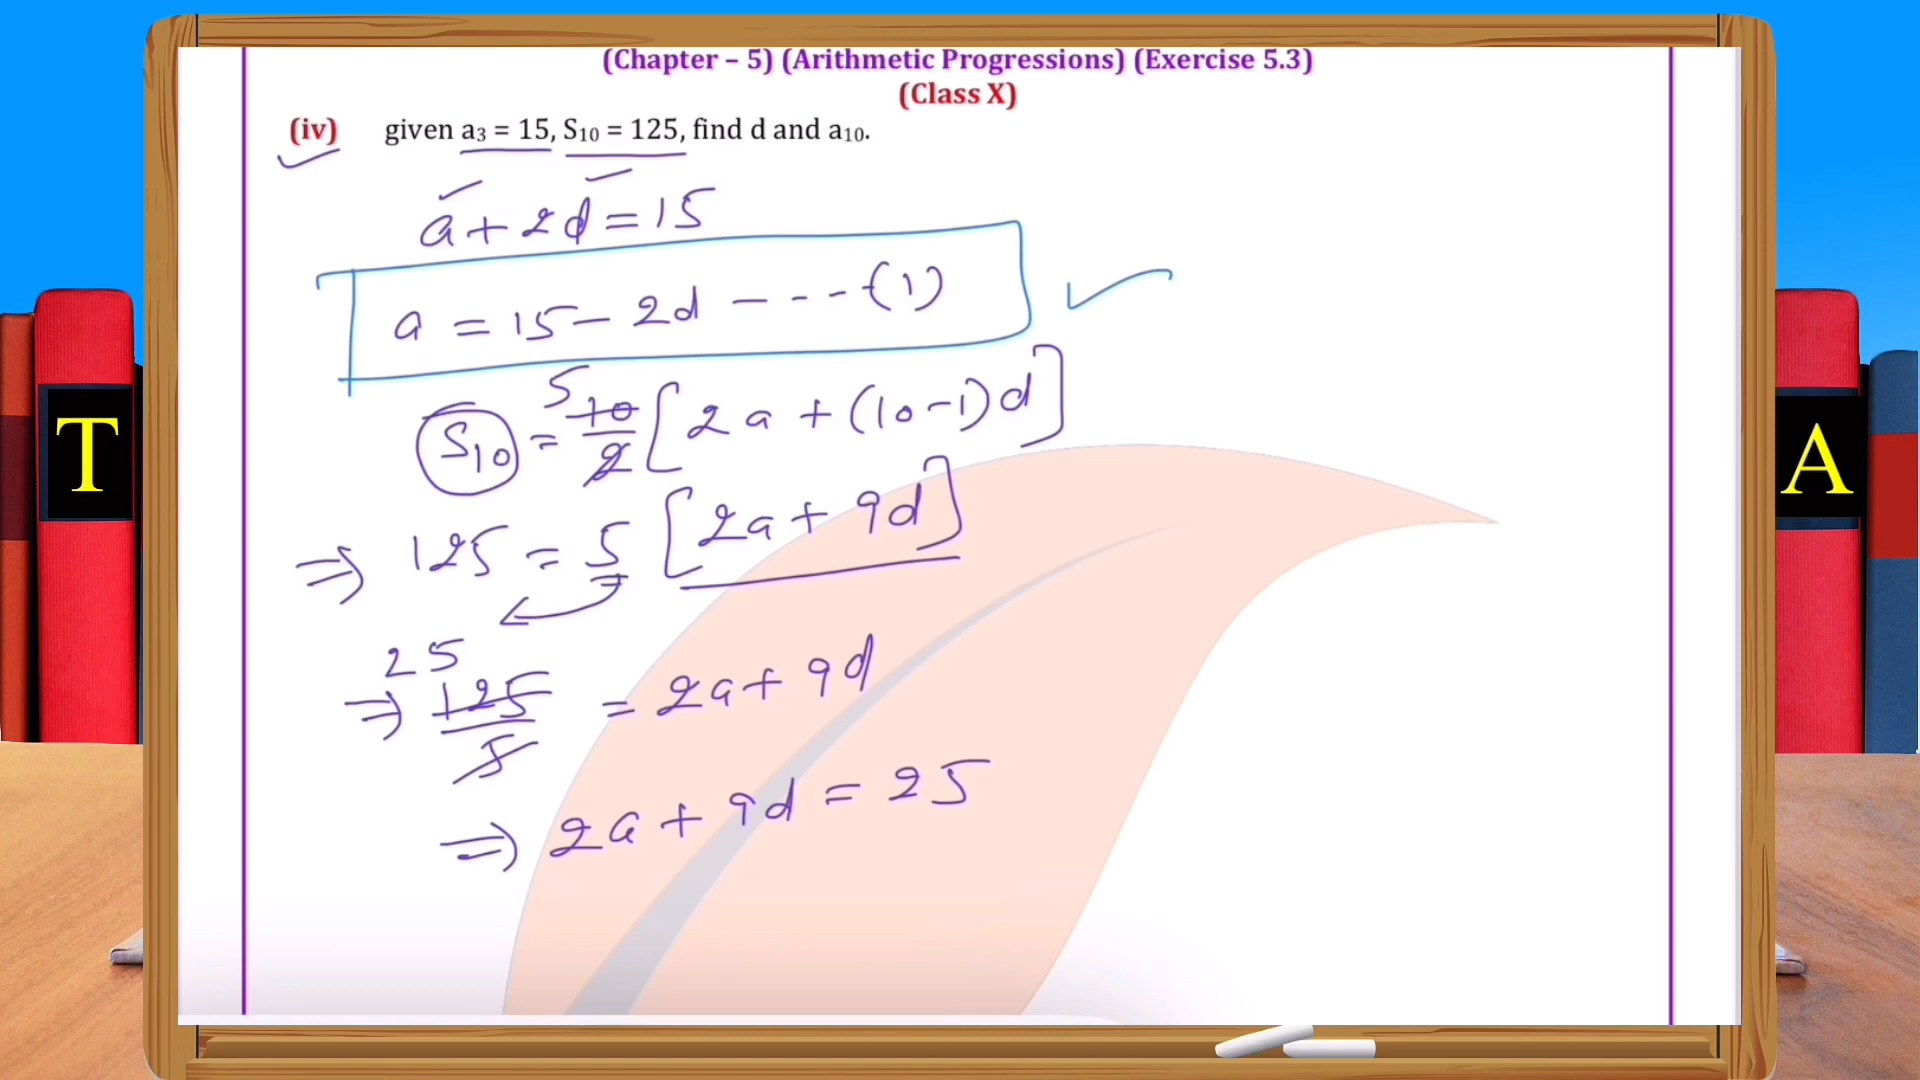 (Chapter – 5) (Arithmetic Progressions) (Exercise 5.3)
(Class X)
(iv) given a₃ = 15, S₁₀ = 125, find d and a₁₀.
a + 2d = 15
a = 15 – 2d – - - - (1)
S₁₀ = 5 10/2 [2a + (10-1)d]
⇒ 125 = 5 [2a + 9d]
25
⇒ 125/5 = 2a + 9d
⇒ 2a + 9d = 25
T
A